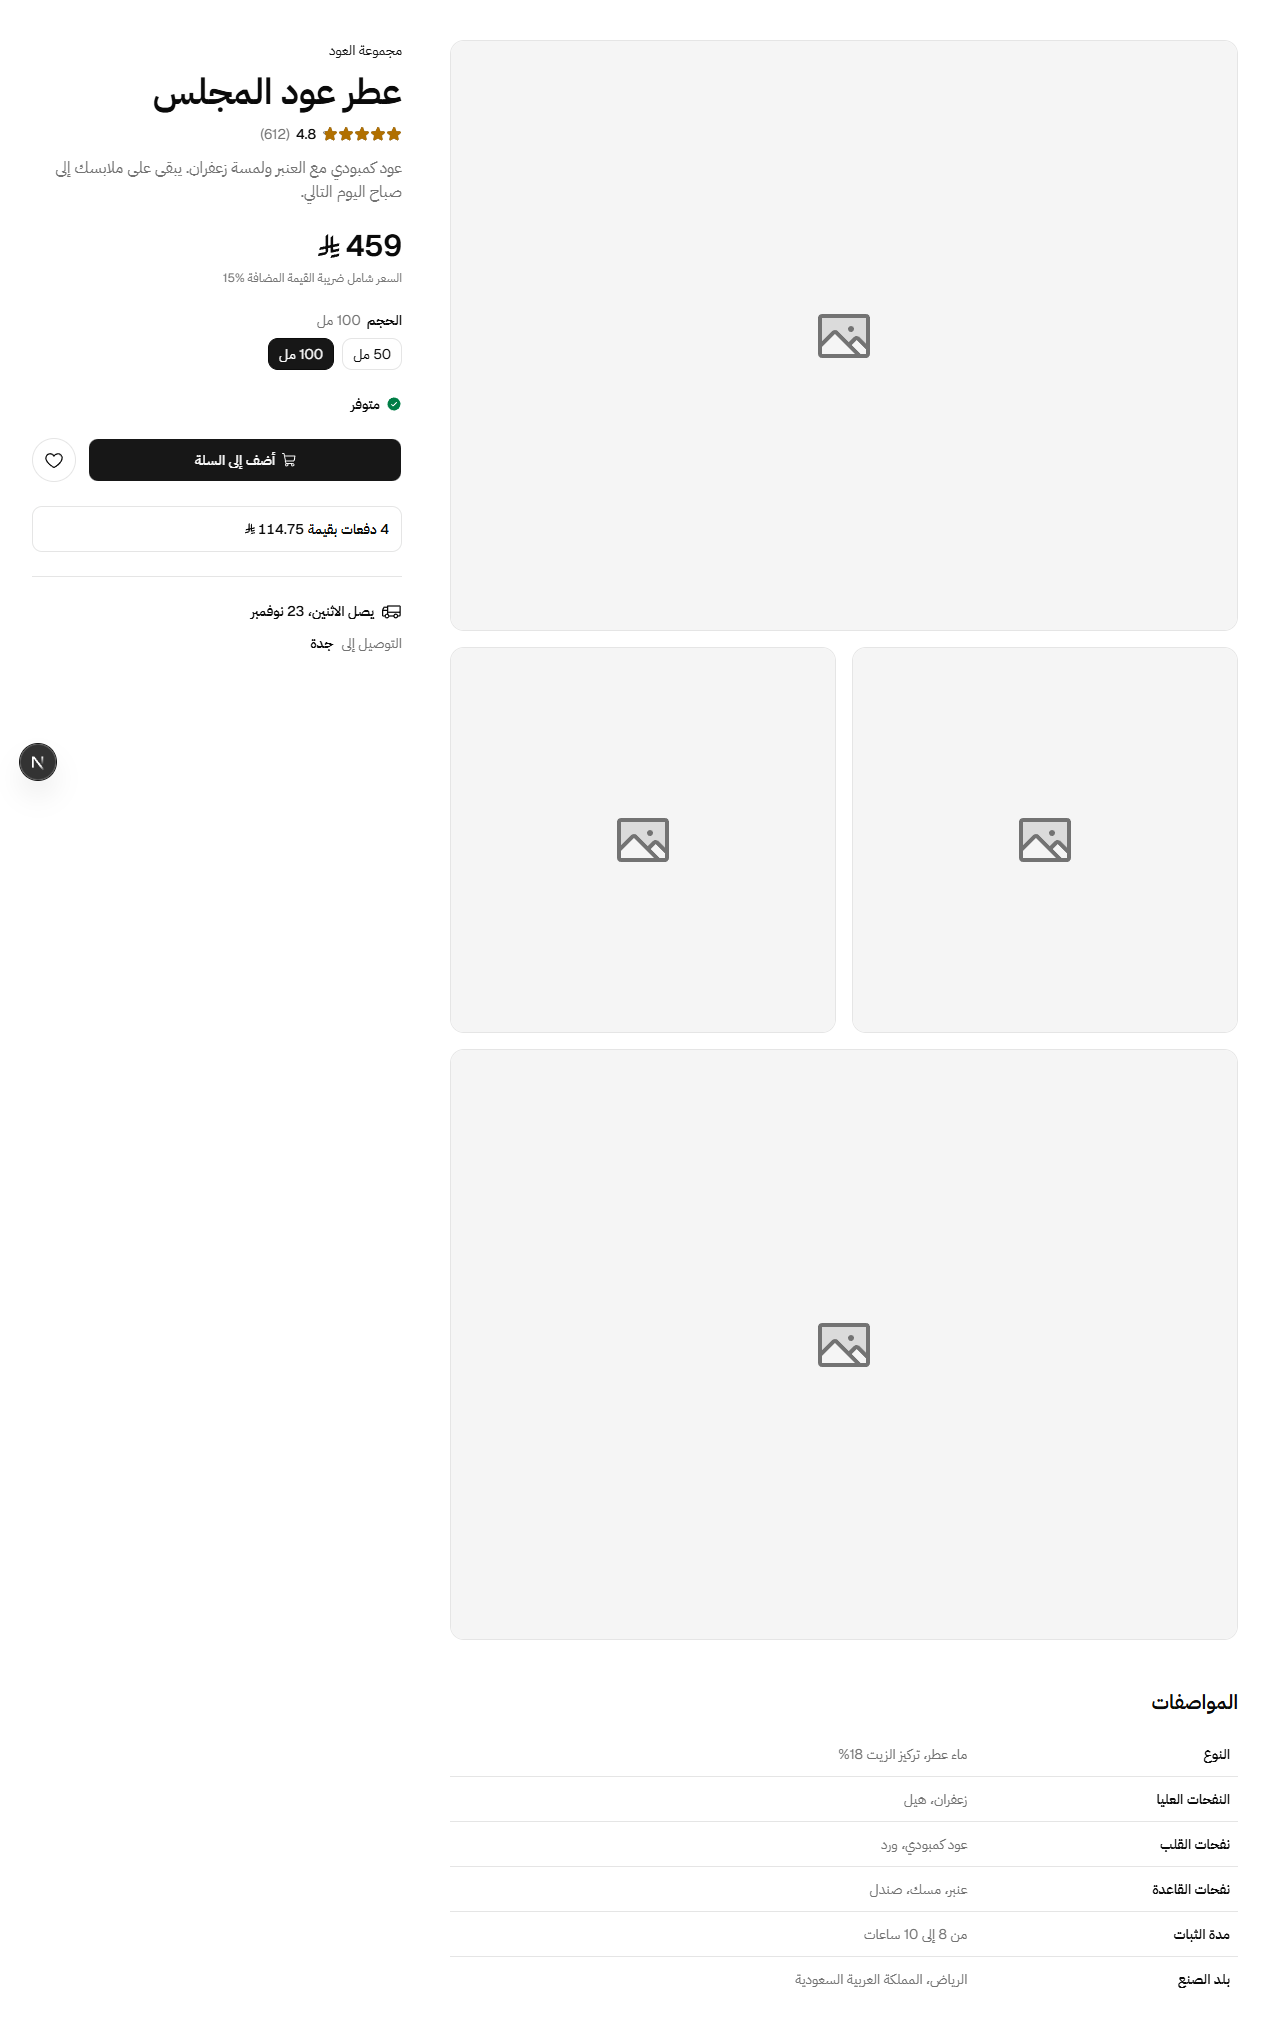 مجموعة العود
عطر عود المجلس
4.8 (612)
عود كمبودي مع العنبر ولمسة زعفران. يبقى على ملابسك إلى
صباح اليوم التالي.
459 ⃁
السعر شامل ضريبة القيمة المضافة 15%
الحجم 100 مل
50 مل
100 مل
متوفر
أضف إلى السلة
4 دفعات بقيمة 114.75 ⃁
يصل الاثنين، 23 نوفمبر
التوصيل إلى جدة
N
المواصفات
النوع ماء عطر، تركيز الزيت 18%
النفحات العليا زعفران، هيل
نفحات القلب عود كمبودي، ورد
نفحات القاعدة عنبر، مسك، صندل
مدة الثبات من 8 إلى 10 ساعات
بلد الصنع الرياض، المملكة العربية السعودية